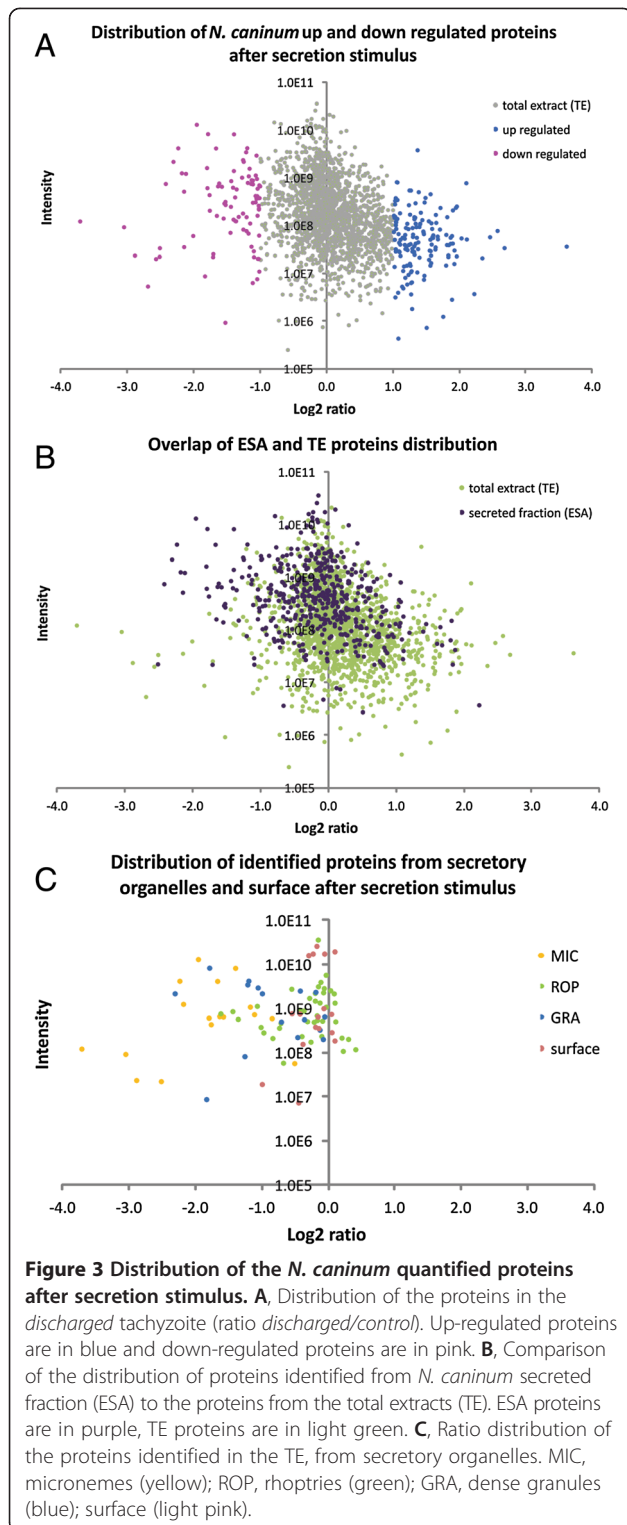 A
Distribution of N. caninum up and down regulated proteins
after secretion stimulus
1.0E11
1.0E10
1.0E9
1.0E8
1.0E7
1.0E6
1.0E5
Intensity
total extract (TE)
up regulated
down regulated
-4.0 -3.0 -2.0 -1.0 0.0 1.0 2.0 3.0 4.0
Log2 ratio
B
Overlap of ESA and TE proteins distribution
1.0E11
1.0E10
1.0E9
1.0E8
1.0E7
1.0E6
1.0E5
Intensity
total extract (TE)
secreted fraction (ESA)
-4.0 -3.0 -2.0 -1.0 0.0 1.0 2.0 3.0 4.0
Log2 ratio
C
Distribution of identified proteins from secretory
organelles and surface after secretion stimulus
1.0E11
1.0E10
1.0E9
1.0E8
1.0E7
1.0E6
1.0E5
Intensity
MIC
ROP
GRA
surface
-4.0 -3.0 -2.0 -1.0 0.0 1.0 2.0 3.0 4.0
Log2 ratio
Figure 3 Distribution of the N. caninum quantified proteins
after secretion stimulus. A, Distribution of the proteins in the
discharged tachyzoite (ratio discharged/control). Up-regulated proteins
are in blue and down-regulated proteins are in pink. B, Comparison
of the distribution of proteins identified from N. caninum secreted
fraction (ESA) to the proteins from the total extracts (TE). ESA proteins
are in purple, TE proteins are in light green. C, Ratio distribution of
the proteins identified in the TE, from secretory organelles. MIC,
micronemes (yellow); ROP, rhoptries (green); GRA, dense granules
(blue); surface (light pink).